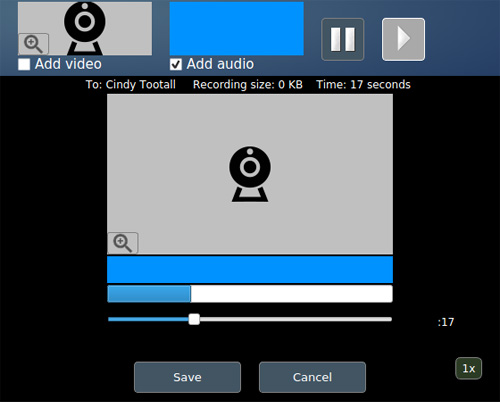 Add video
Add audio
To: Cindy Tootall Recording size: 0 KB Time: 17 seconds
:17
1x
Save Cancel